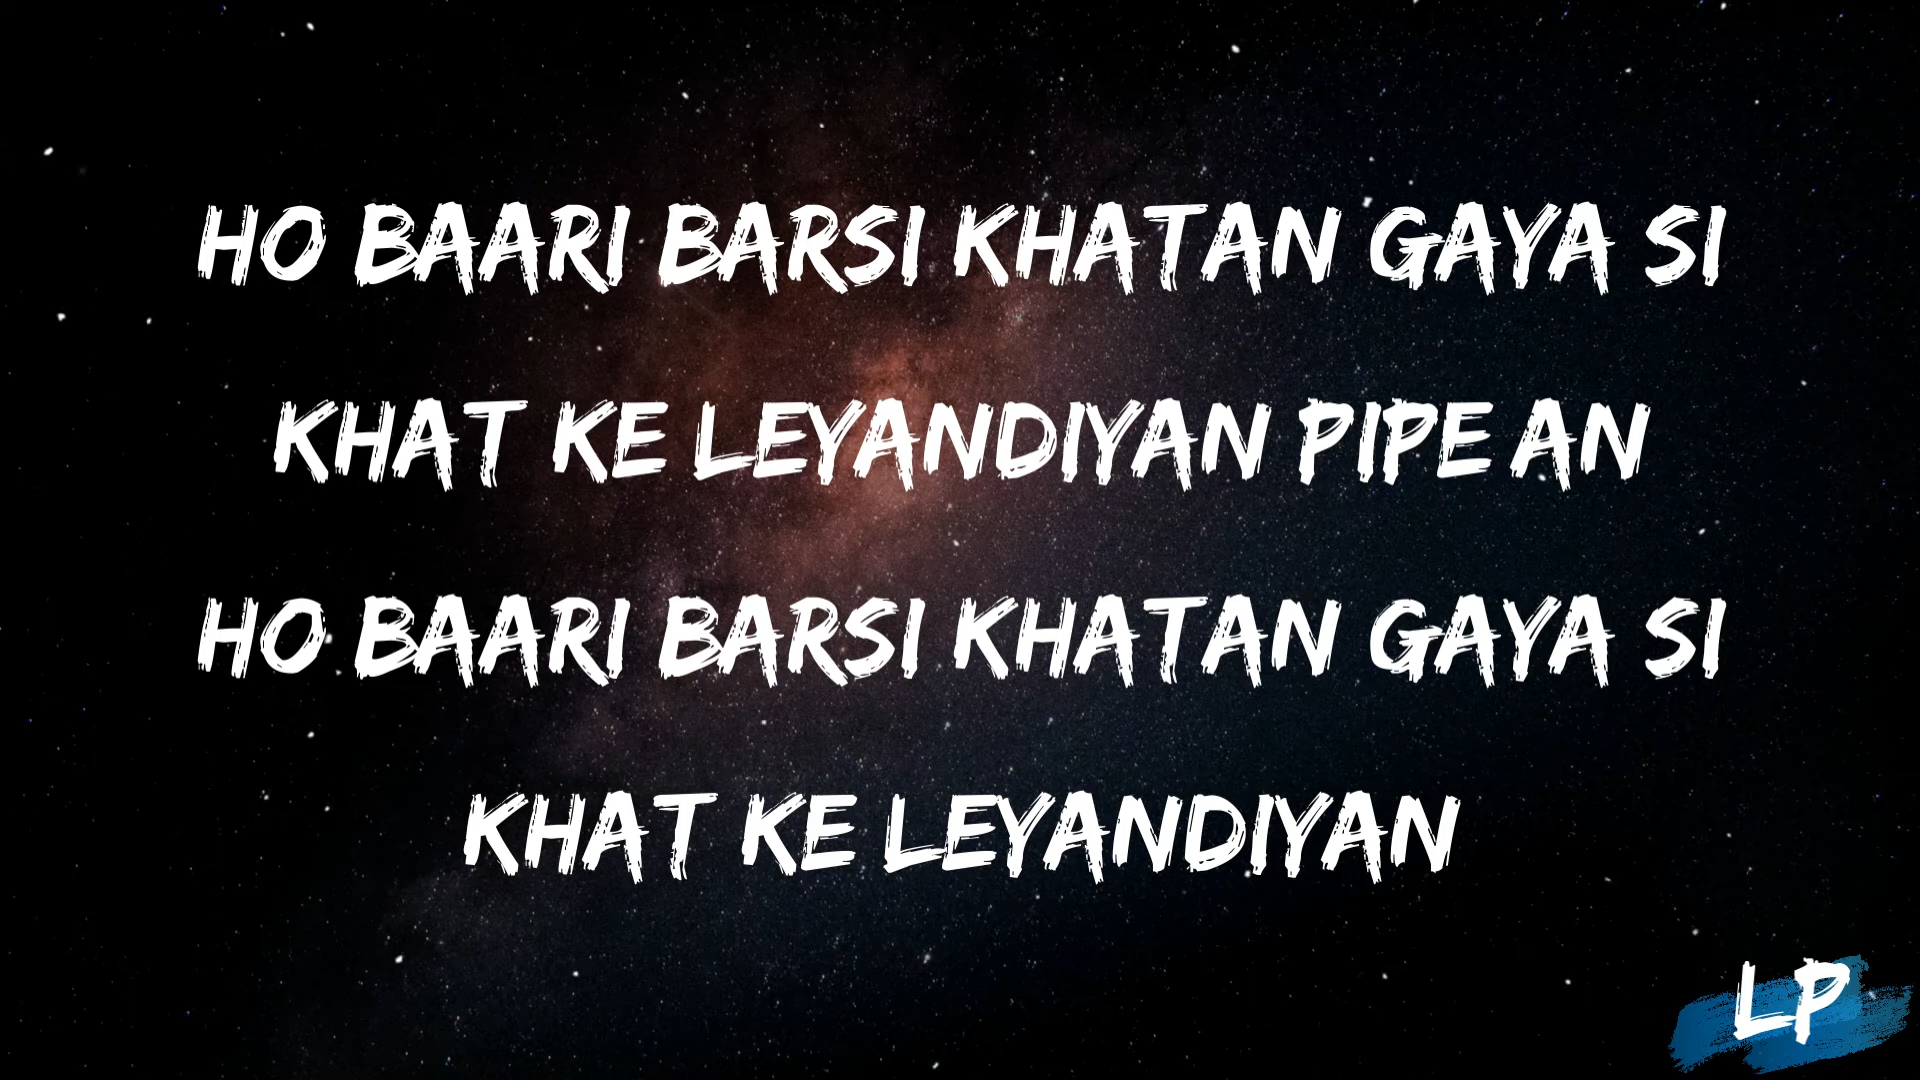 HO BAARI BARSI KHATAN GAYA SI
KHAT KE LEYANDIYAN PIPE AN
HO BAARI BARSI KHATAN GAYA SI
KHAT KE LEYANDIYAN
LP